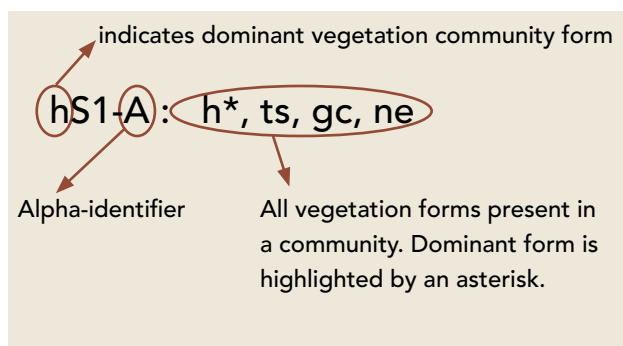 indicates dominant vegetation community form
hS1-A: h*, ts, gc, ne
Alpha-identifier
All vegetation forms present in
a community. Dominant form is
highlighted by an asterisk.